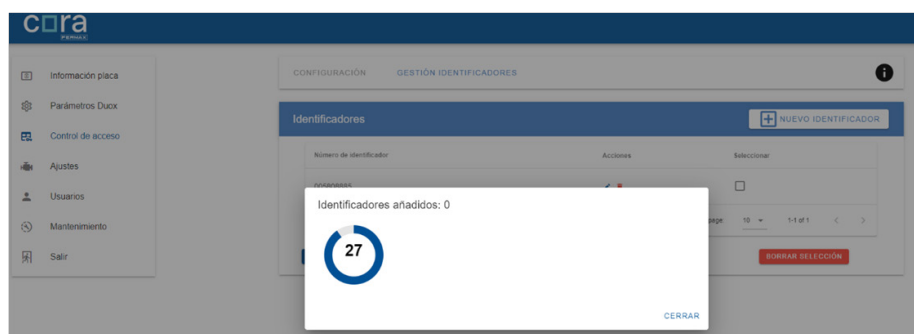 cora
FERMAX
Información placa
Parámetros Duox
Control de acceso
Ajustes
Usuarios
Mantenimiento
Salir
CONFIGURACIÓN GESTIÓN IDENTIFICADORES
Identificadores
NUEVO IDENTIFICADOR
Número de identificador Acciones Seleccionar
005808885
page: 10 1-1 of 1
BORRAR SELECCIÓN
Identificadores añadidos: 0
27
CERRAR